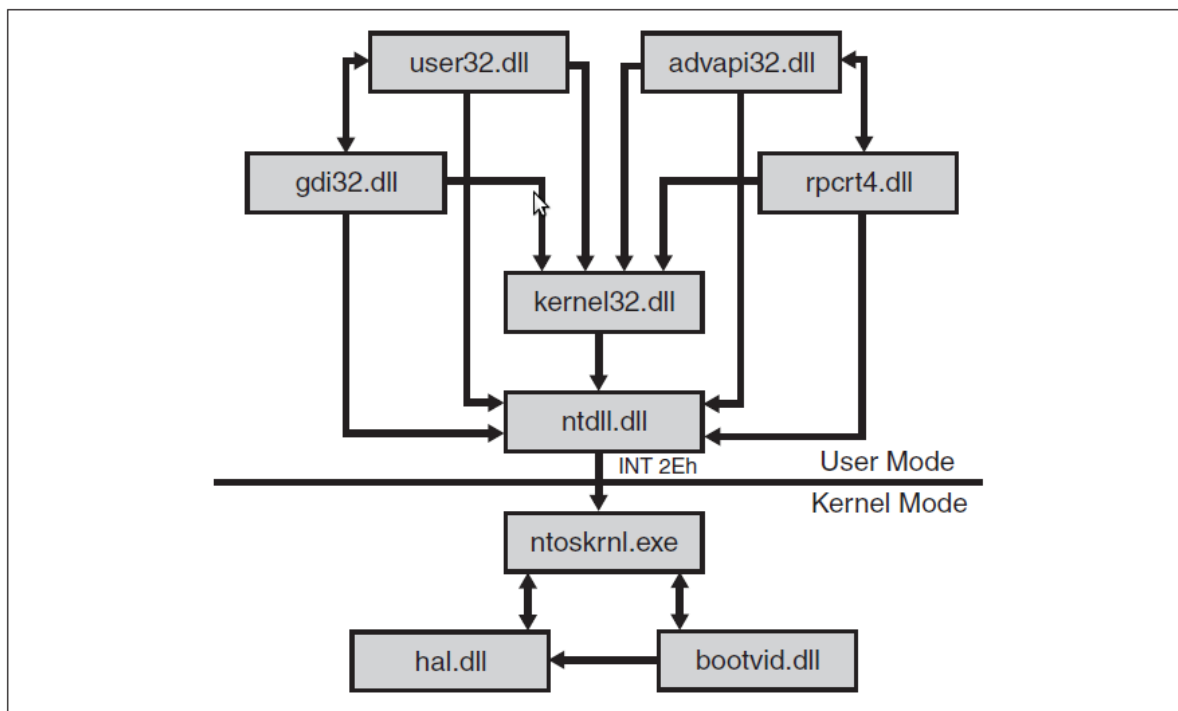 user32.dll
advapi32.dll
gdi32.dll
rpcrt4.dll
kernel32.dll
ntdll.dll
INT 2Eh
User Mode
Kernel Mode
ntoskrnl.exe
hal.dll
bootvid.dll